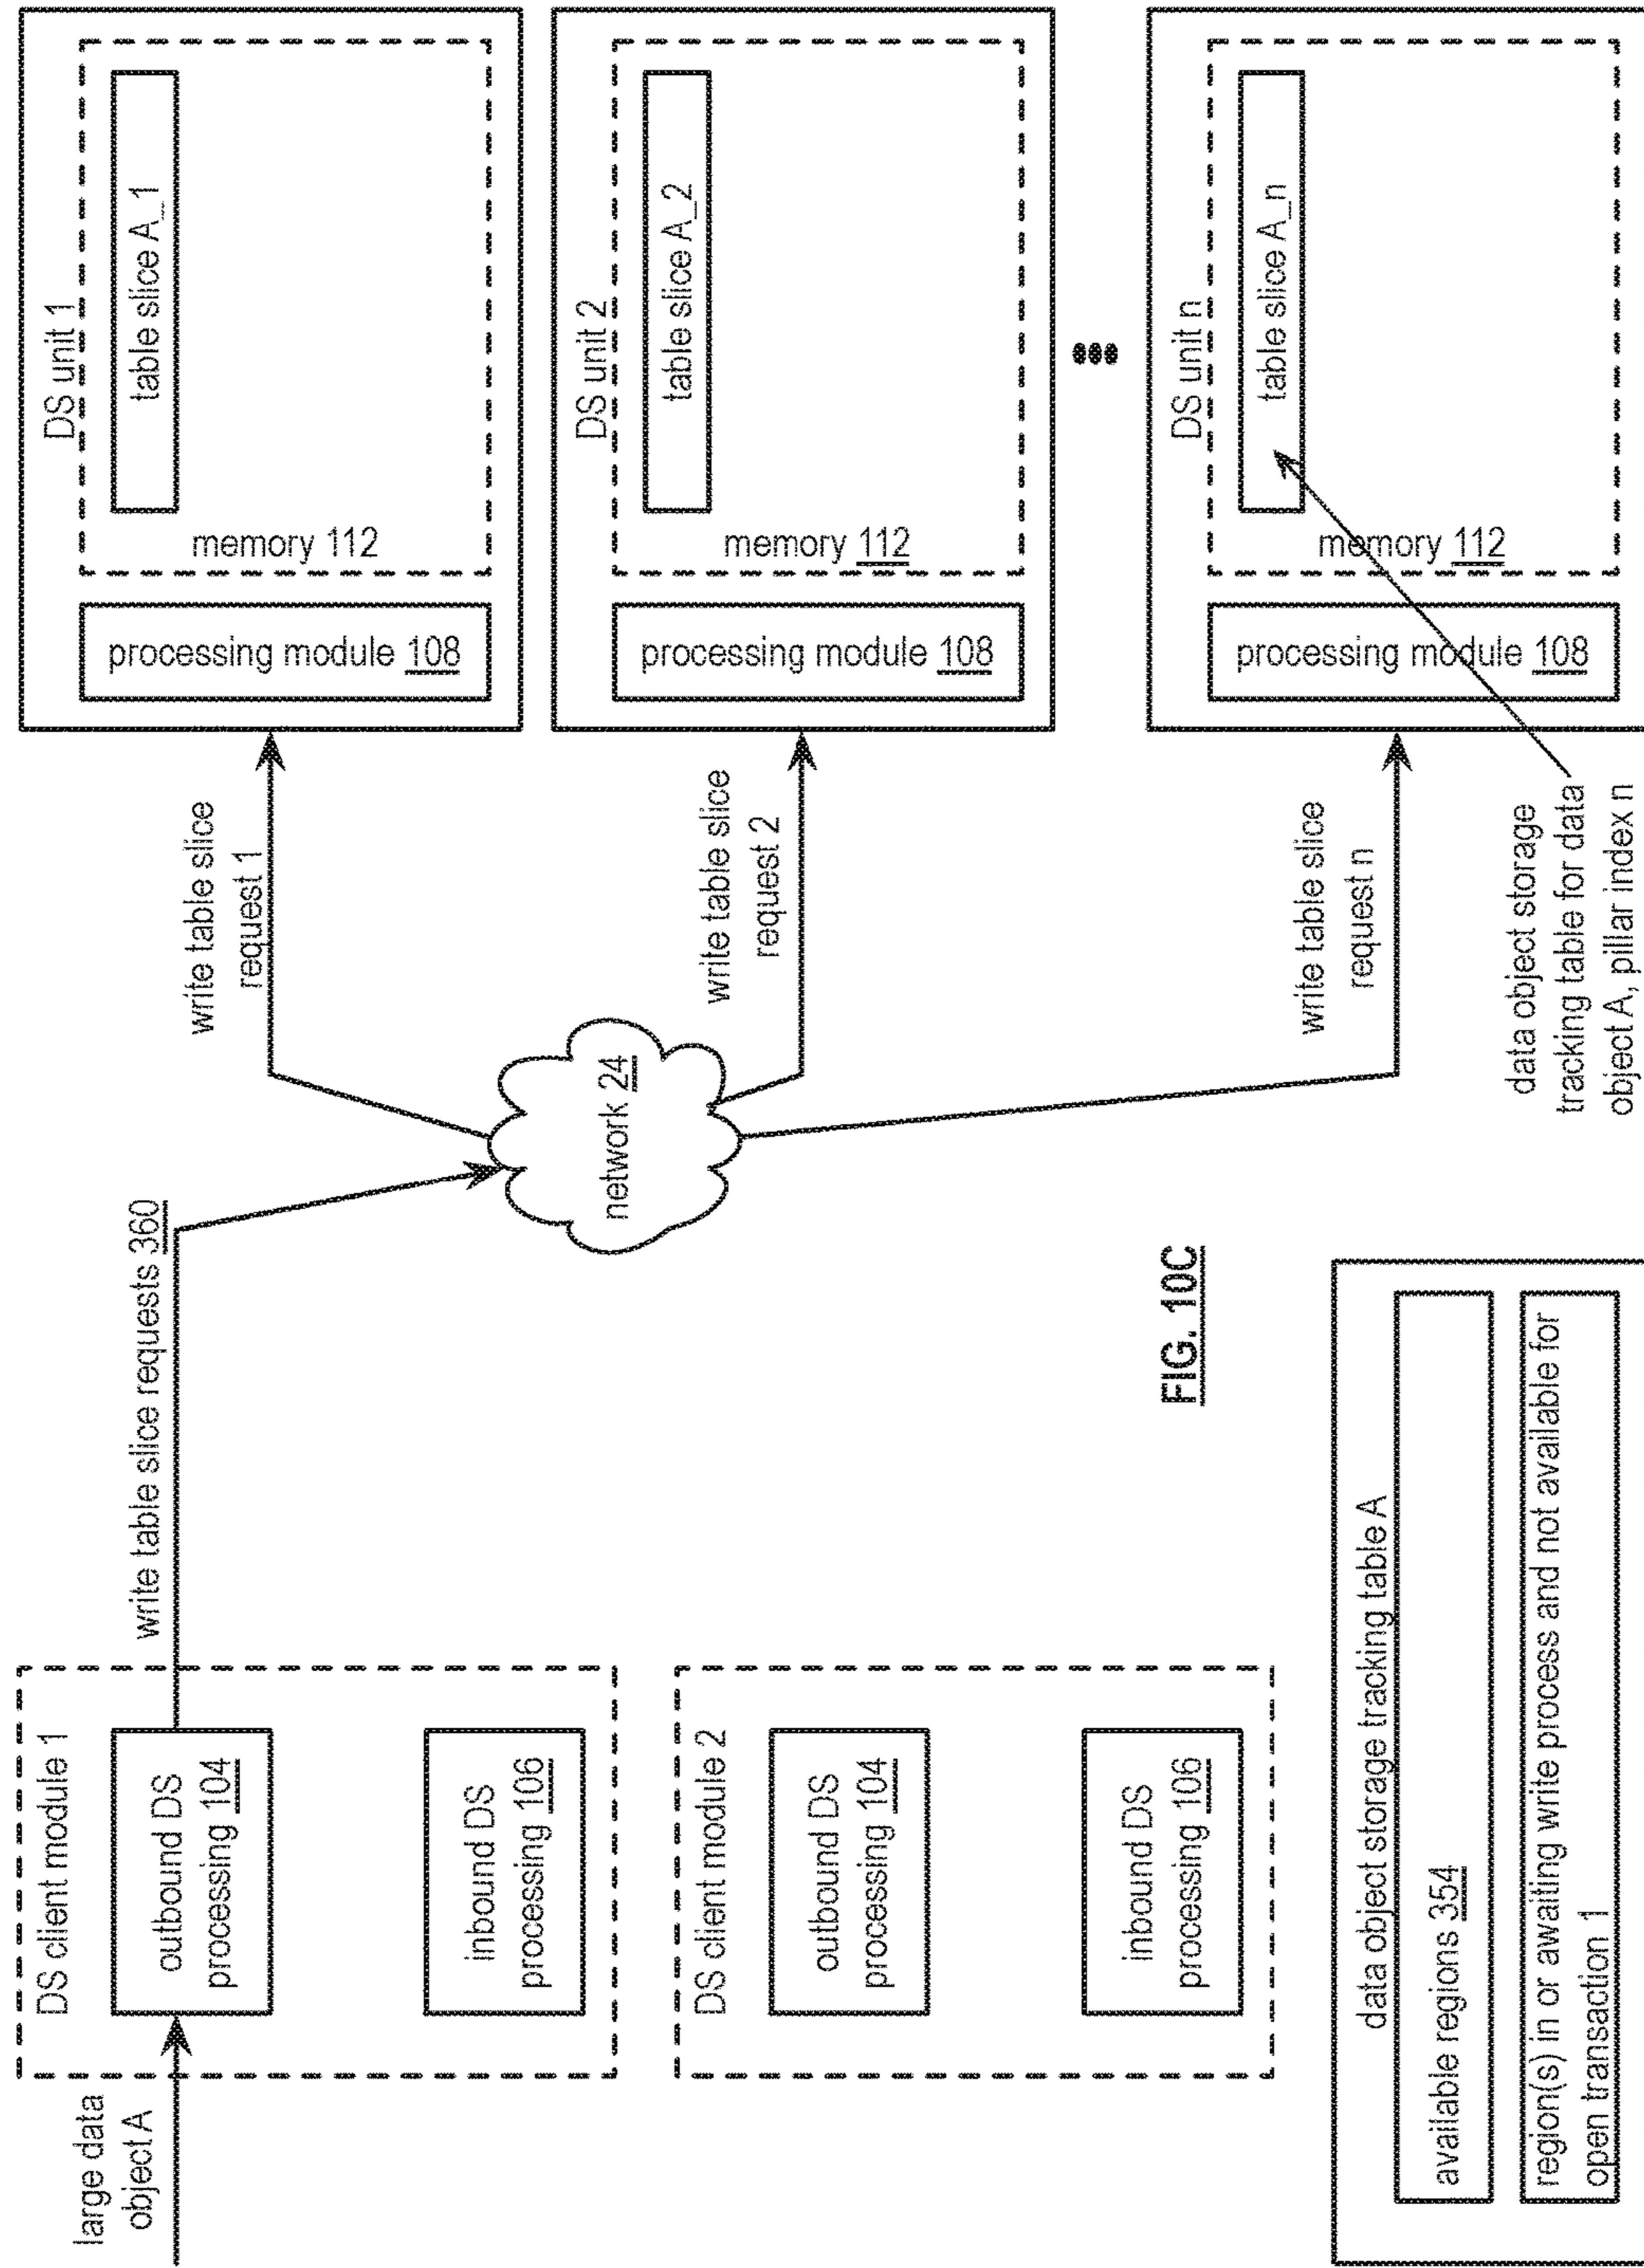 large data
object A
DS client module 1
outbound DS
processing 104
inbound DS
processing 106
DS client module 2
outbound DS
processing 104
inbound DS
processing 106
write table slice requests 360
network 24
write table slice
request 1
write table slice
request 2
write table slice
request n
DS unit 1
processing module 108
memory 112
table slice A_1
DS unit 2
processing module 108
memory 112
table slice A_2
DS unit n
processing module 108
memory 112
table slice A_n
data object storage
tracking table for data
object A, pillar index n
FIG. 10C
data object storage tracking table A
available regions 354
region(s) in or awaiting write process and not available for
open transaction 1